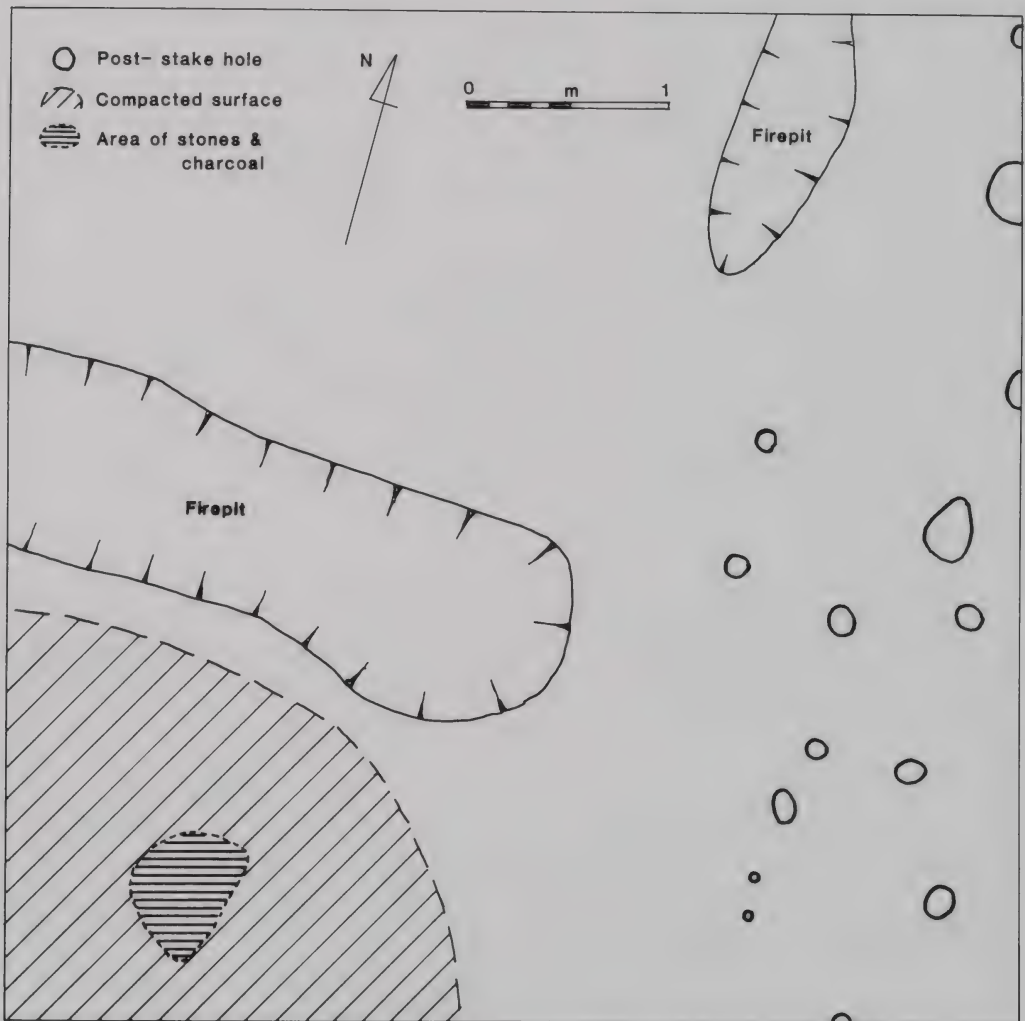 Post- stake hole
Compacted surface
Area of stones &
charcoal
N
0 m 1
Firepit
Firepit